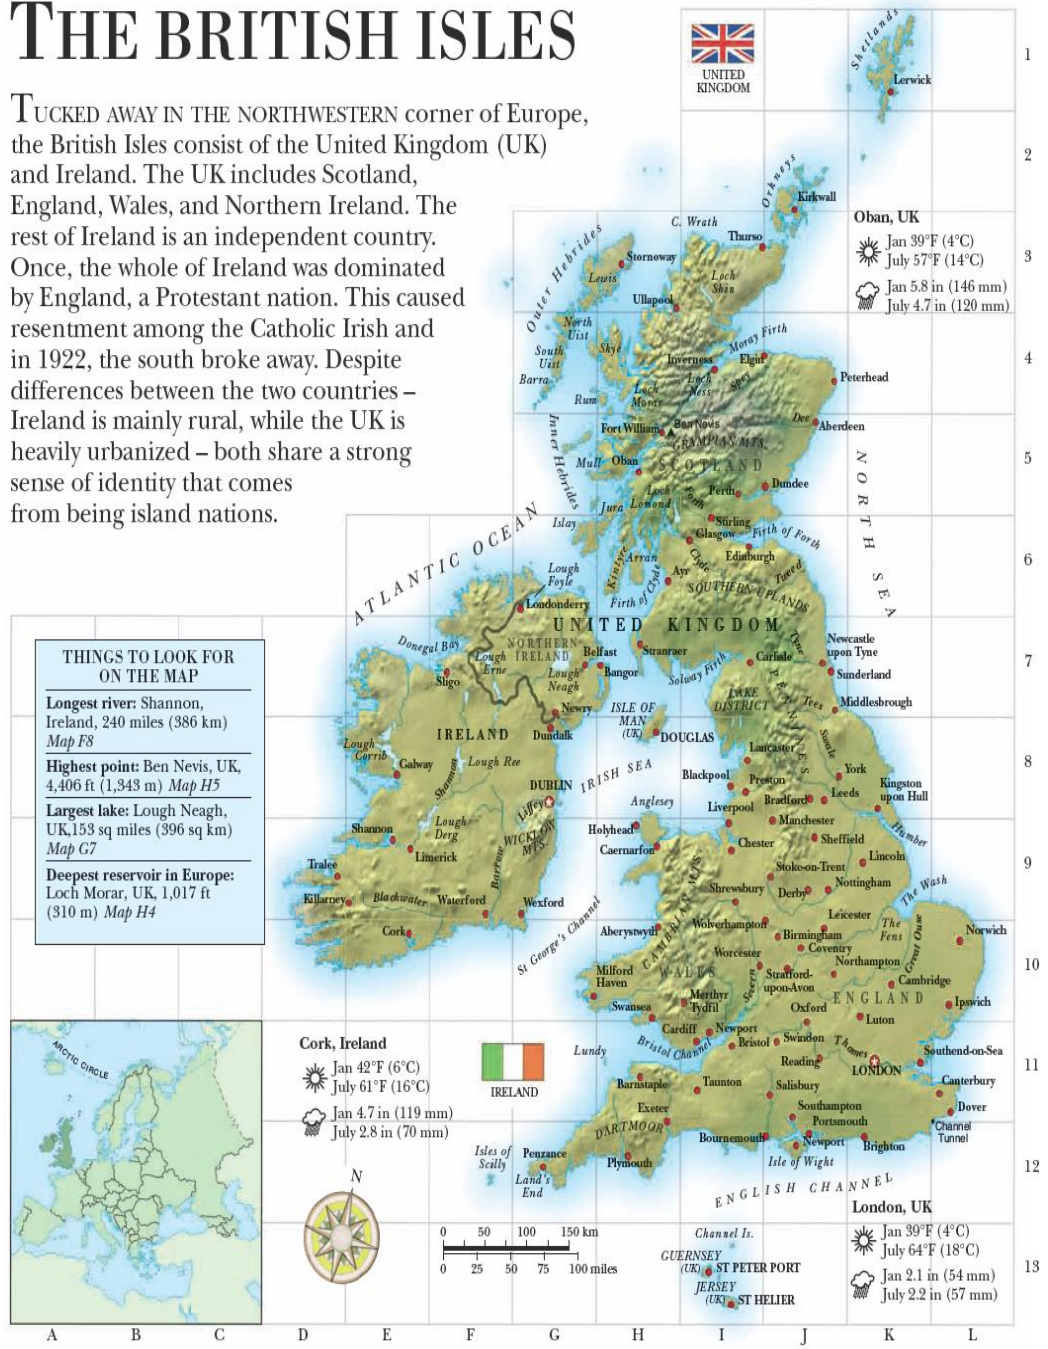 THE BRITISH ISLES
TUCKED AWAY IN THE NORTHWESTERN corner of Europe,
the British Isles consist of the United Kingdom (UK)
and Ireland. The UK includes Scotland,
England, Wales, and Northern Ireland. The
rest of Ireland is an independent country.
Once, the whole of Ireland was dominated
by England, a Protestant nation. This caused
resentment among the Catholic Irish and
in 1922, the south broke away. Despite
differences between the two countries –
Ireland is mainly rural, while the UK is
heavily urbanized – both share a strong
sense of identity that comes
from being island nations.
UNITED
KINGDOM
Shetlands
Lerwick
1
2
3
4
5
6
7
8
9
10
11
12
13
Orkneys
Kirkwall
Oban, UK
Jan 39°F (4°C)
July 57°F (14°C)
Jan 5.8 in (146 mm)
July 4.7 in (120 mm)
C. Wrath
Thurso
Outer Hebrides
Stornoway
Lewis
Loch
Shin
Ullapool
North
Uist
South
Uist
Barra
Skye
Moray Firth
Inverness
Elgin
Loch
Ness
Spey
Peterhead
Rum
Loch
Morar
Dee
Aberdeen
Fort William
Ben Nevis
GRAMPIAN MTS.
Inner Hebrides
Mull
Oban
SCOTLAND
NORTH SEA
Dundee
Perth
Forth
Loch
Lomond
Jura
Islay
Stirling
Glasgow
Firth of Forth
Edinburgh
ATLANTIC OCEAN
Kintyre
Arran
Clyde
Ayr
Firth of Clyde
Tweed
SOUTHERN UPLANDS
Lough
Foyle
Londonderry
UNITED KINGDOM
Donegal Bay
NORTHERN
IRELAND
Lough
Erne
Belfast
Bangor
Lough
Neagh
Sligo
Stranraer
Solway Firth
Carlisle
Tyne
Newcastle
upon Tyne
Sunderland
Middlesbrough
Tees
LAKE
DISTRICT
PENNINES
Newry
Dundalk
ISLE OF
MAN
(UK)
DOUGLAS
IRELAND
Lough
Corrib
Galway
Shannon
Lough Ree
DUBLIN
Liffey
IRISH SEA
Lancaster
Swale
York
Blackpool
Preston
Bradford
Leeds
Kingston
upon Hull
Humber
Anglesey
Liverpool
Manchester
Holyhead
Caernarfon
Chester
Sheffield
Lincoln
Shannon
Lough
Derg
WICKLOW
MTS.
Limerick
Tralee
Killarney
Blackwater
Barrow
Waterford
Wexford
Cork
St George's Channel
Stoke-on-Trent
Shrewsbury
Derby
Nottingham
The Wash
CAMBRIAN MTS.
Wolverhampton
Leicester
The
Fens
Great Ouse
Norwich
Aberystwyth
Birmingham
Coventry
Worcester
Northampton
Milford
Haven
WALES
Severn
Stratford-
upon-Avon
Cambridge
ENGLAND
Ipswich
Merthyr
Tydfil
Swansea
Oxford
Luton
Cardiff
Newport
Bristol
Bristol Channel
Swindon
Thames
Reading
LONDON
Southend-on-Sea
Lundy
Barnstaple
Taunton
Salisbury
Canterbury
Exeter
DARTMOOR
Southampton
Portsmouth
Dover
Channel
Tunnel
Bournemouth
Newport
Brighton
Isle of Wight
Isles of
Scilly
Penzance
Land's
End
Plymouth
ENGLISH CHANNEL
THINGS TO LOOK FOR
ON THE MAP
Longest river: Shannon,
Ireland, 240 miles (386 km)
Map F8
Highest point: Ben Nevis, UK,
4,406 ft (1,343 m) Map H5
Largest lake: Lough Neagh,
UK,153 sq miles (396 sq km)
Map G7
Deepest reservoir in Europe:
Loch Morar, UK, 1,017 ft
(310 m) Map H4
ARCTIC CIRCLE
Cork, Ireland
Jan 42°F (6°C)
July 61°F (16°C)
Jan 4.7 in (119 mm)
July 2.8 in (70 mm)
IRELAND
N
0 50 100 150 km
0 25 50 75 100 miles
Channel Is.
GUERNSEY
(UK)
ST PETER PORT
JERSEY
(UK)
ST HELIER
London, UK
Jan 39°F (4°C)
July 64°F (18°C)
Jan 2.1 in (54 mm)
July 2.2 in (57 mm)
A B C D E F G H I J K L